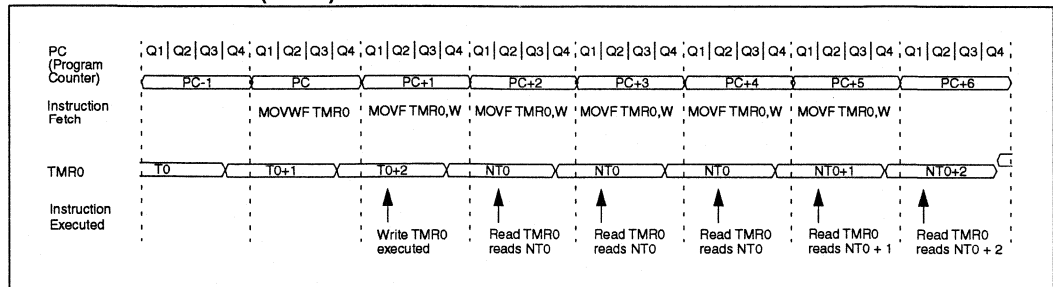 PC
(Program
Counter)
Q1 Q2 Q3 Q4 Q1 Q2 Q3 Q4 Q1 Q2 Q3 Q4 Q1 Q2 Q3 Q4 Q1 Q2 Q3 Q4 Q1 Q2 Q3 Q4 Q1 Q2 Q3 Q4 Q1 Q2 Q3 Q4
PC-1 PC PC+1 PC+2 PC+3 PC+4 PC+5 PC+6
Instruction
Fetch
MOVWF TMR0 MOVF TMR0,W MOVF TMR0,W MOVF TMR0,W MOVF TMR0,W MOVF TMR0,W
TMR0
T0 T0+1 T0+2 NT0 NT0 NT0 NT0+1 NT0+2
Instruction
Executed
Write TMR0
executed
Read TMR0
reads NT0
Read TMR0
reads NT0
Read TMR0
reads NT0
Read TMR0
reads NT0 + 1
Read TMR0
reads NT0 + 2